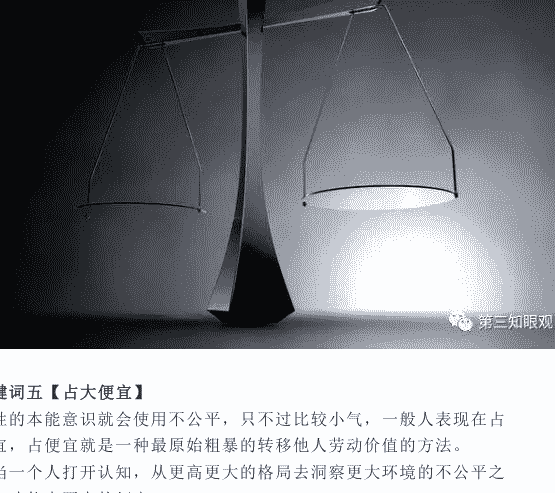 第三知眼观
键词五【占大便宜】
性的本能意识就会使用不公平，只不过比较小气，一般人表现在占
宜，占便宜就是一种最原始粗暴的转移他人劳动价值的方法。
当一个人打开认知，从更高更大的格局去洞察更大环境的不公平之